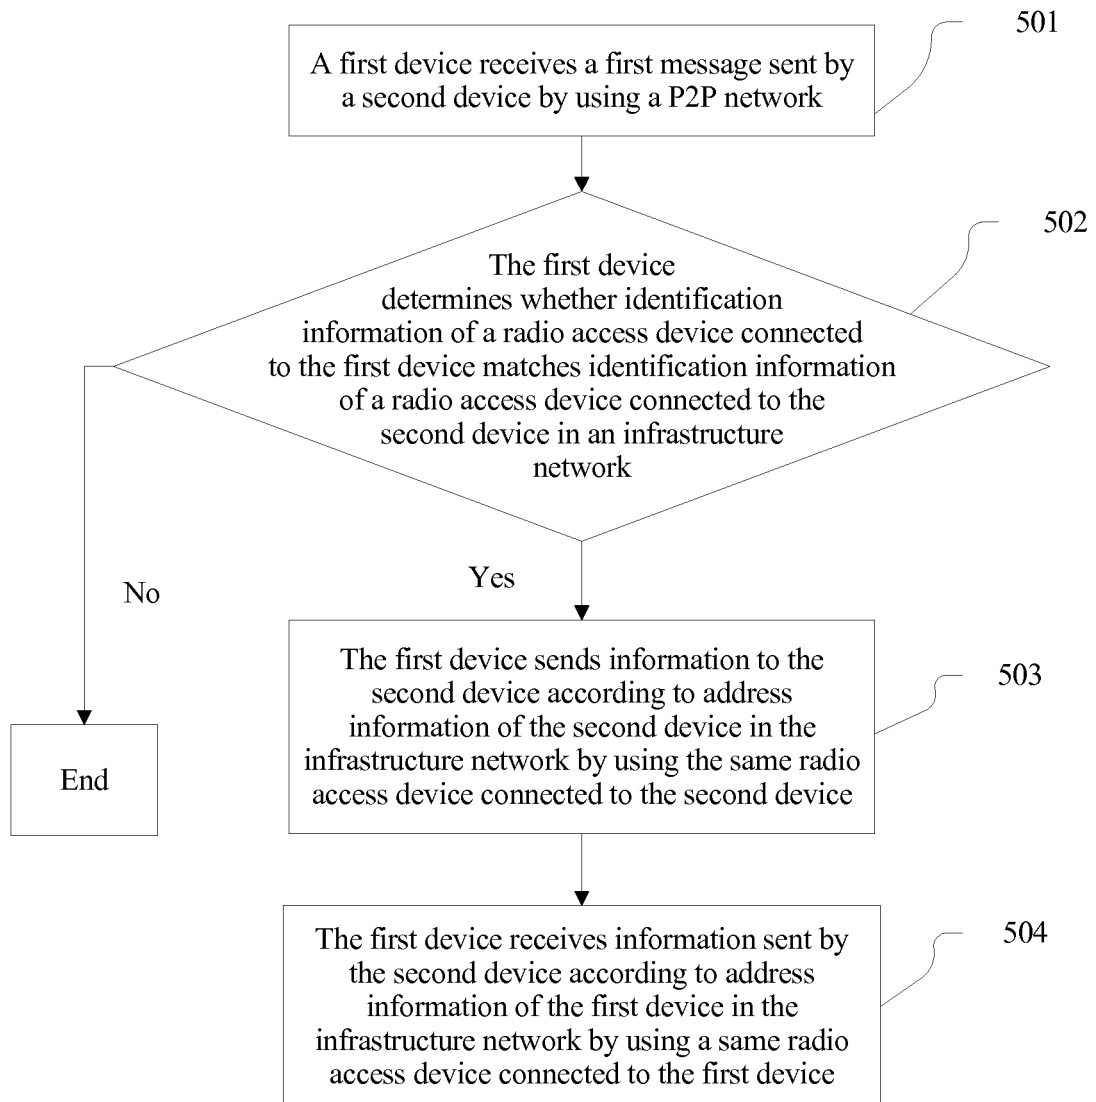 501
A first device receives a first message sent by
a second device by using a P2P network
502
The first device
determines whether identification
information of a radio access device connected
to the first device matches identification information
of a radio access device connected to the
second device in an infrastructure
network
No
Yes
503
The first device sends information to the
second device according to address
information of the second device in the
infrastructure network by using the same radio
access device connected to the second device
End
504
The first device receives information sent by
the second device according to address
information of the first device in the
infrastructure network by using a same radio
access device connected to the first device